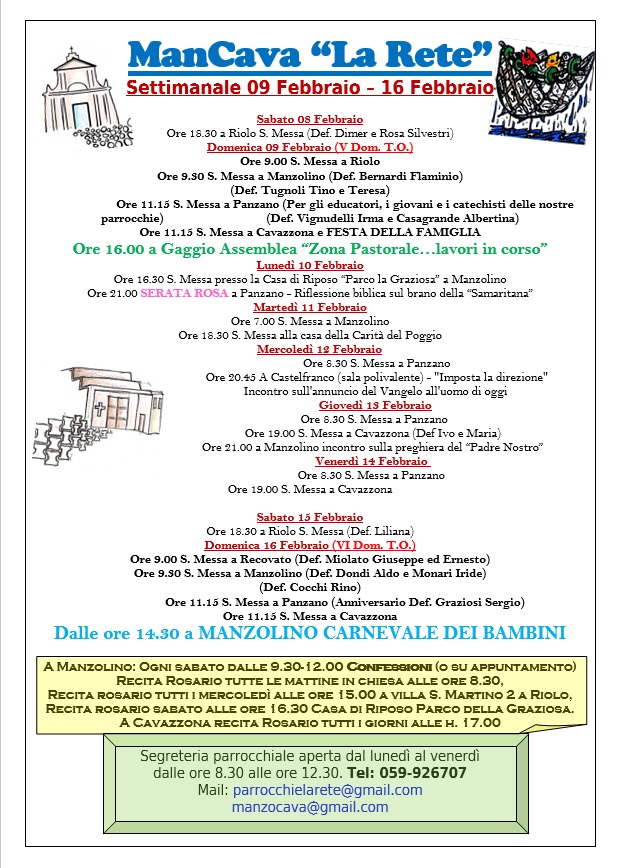 ManCava “La Rete”
Settimanale 09 Febbraio – 16 Febbraio
Sabato 08 Febbraio
Ore 18.30 a Riolo S. Messa (Def. Dimer e Rosa Silvestri)
Domenica 09 Febbraio (V Dom. T.O.)
Ore 9.00 S. Messa a Riolo
Ore 9.30 S. Messa a Manzolino (Def. Bernardi Flaminio)
(Def. Tugnoli Tino e Teresa)
Ore 11.15 S. Messa a Panzano (Per gli educatori, i giovani e i catechisti delle nostre
parrocchie) (Def. Vignudelli Irma e Casagrande Albertina)
Ore 11.15 S. Messa a Cavazzona e FESTA DELLA FAMIGLIA
Ore 16.00 a Gaggio Assemblea “Zona Pastorale…lavori in corso”
Lunedì 10 Febbraio
Ore 16.30 S. Messa presso la Casa di Riposo “Parco la Graziosa” a Manzolino
Ore 21.00 SERATA ROSA a Panzano – Riflessione biblica sul brano della “Samaritana”
Martedì 11 Febbraio
Ore 7.00 S. Messa a Manzolino
Ore 18.30 S. Messa alla casa della Carità del Poggio
Mercoledì 12 Febbraio
Ore 8.30 S. Messa a Panzano
Ore 20.45 A Castelfranco (sala polivalente) - "Imposta la direzione"
Incontro sull'annuncio del Vangelo all'uomo di oggi
Giovedì 13 Febbraio
Ore 8.30 S. Messa a Panzano
Ore 19.00 S. Messa a Cavazzona (Def Ivo e Maria)
Ore 21.00 a Manzolino incontro sulla preghiera del “Padre Nostro”
Venerdì 14 Febbraio
Ore 8.30 S. Messa a Panzano
Ore 19.00 S. Messa a Cavazzona
Sabato 15 Febbraio
Ore 18.30 a Riolo S. Messa (Def. Liliana)
Domenica 16 Febbraio (VI Dom. T.O.)
Ore 9.00 S. Messa a Recovato (Def. Miolato Giuseppe ed Ernesto)
Ore 9.30 S. Messa a Manzolino (Def. Dondi Aldo e Monari Iride)
(Def. Cocchi Rino)
Ore 11.15 S. Messa a Panzano (Anniversario Def. Graziosi Sergio)
Ore 11.15 S. Messa a Cavazzona
Dalle ore 14.30 a MANZOLINO CARNEVALE DEI BAMBINI
A Manzolino: Ogni sabato dalle 9.30-12.00 Confessioni (o su appuntamento)
Recita Rosario tutte le mattine in chiesa alle ore 8.30,
Recita rosario tutti i mercoledì alle ore 15.00 a villa S. Martino 2 a Riolo,
Recita rosario sabato alle ore 16.30 Casa di Riposo Parco della Graziosa.
A Cavazzona recita Rosario tutti i giorni alle h. 17.00
Segreteria parrocchiale aperta dal lunedì al venerdì
dalle ore 8.30 alle ore 12.30. Tel: 059-926707
Mail: parrocchielarete@gmail.com
manzocava@gmail.com